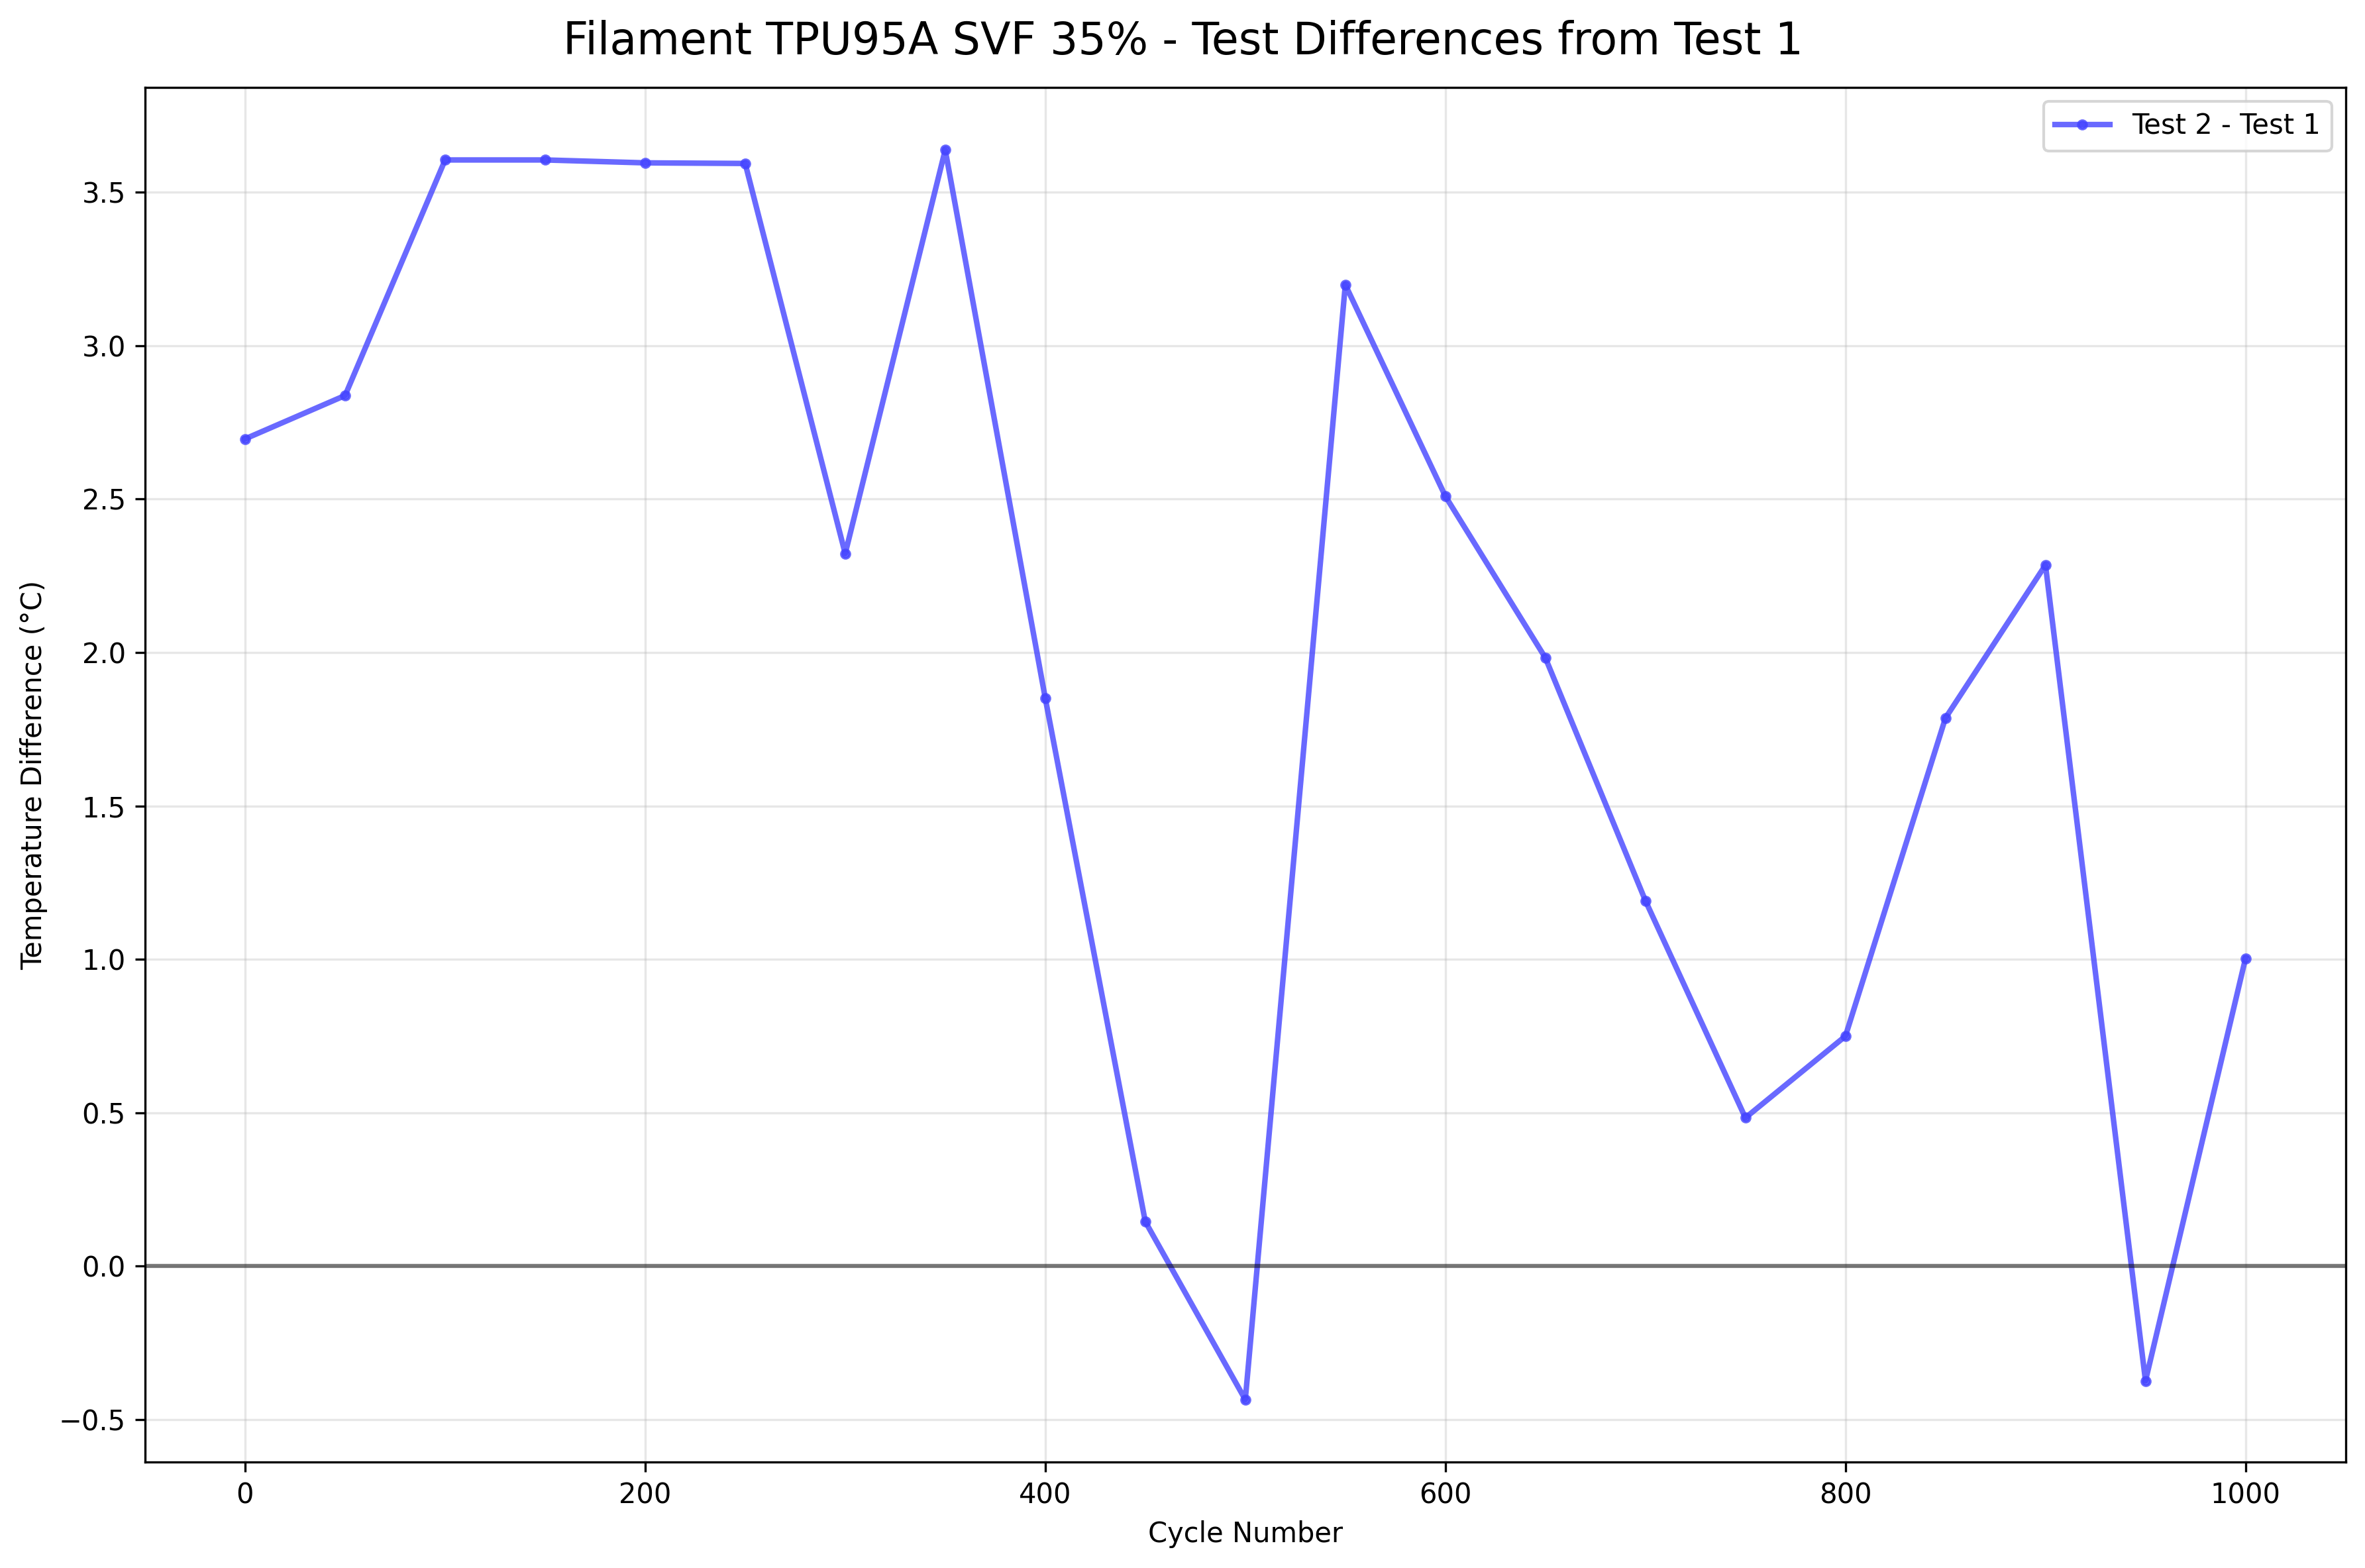 Filament TPU95A SVF 35% - Test Differences from Test 1
Test 2 - Test 1
Temperature Difference (°C)
3.5
3.0
2.5
2.0
1.5
1.0
0.5
0.0
−0.5
0 200 400 600 800 1000
Cycle Number